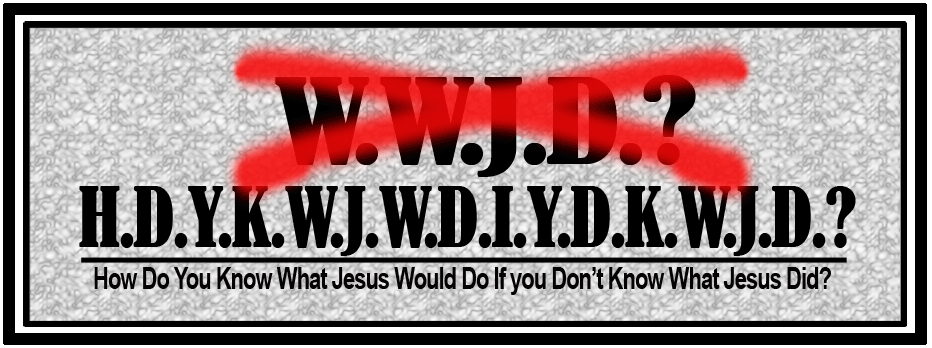 W.W.J.D.?
H.D.Y.K.W.J.W.D.I.Y.D.K.W.J.D.?
How Do You Know What Jesus Would Do If you Don't Know What Jesus Did?